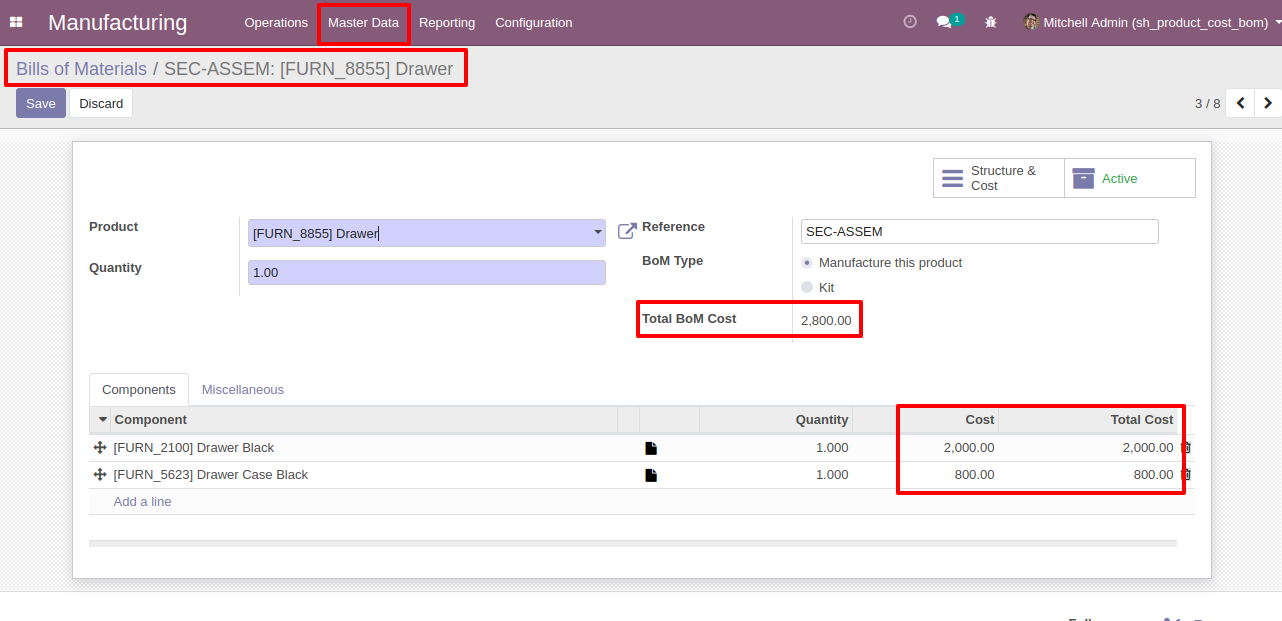 Manufacturing Operations Master Data Reporting Configuration 1 Mitchell Admin (sh_product_cost_bom)
Bills of Materials / SEC-ASSEM: [FURN_8855] Drawer
Save Discard 3 / 8
Structure & Cost
Active
Product [FURN_8855] Drawer
Reference SEC-ASSEM
Quantity 1.00
BoM Type Manufacture this product
Kit
Total BoM Cost 2,800.00
Components Miscellaneous
Component Quantity Cost Total Cost
[FURN_2100] Drawer Black 1.000 2,000.00 2,000.00
[FURN_5623] Drawer Case Black 1.000 800.00 800.00
Add a line